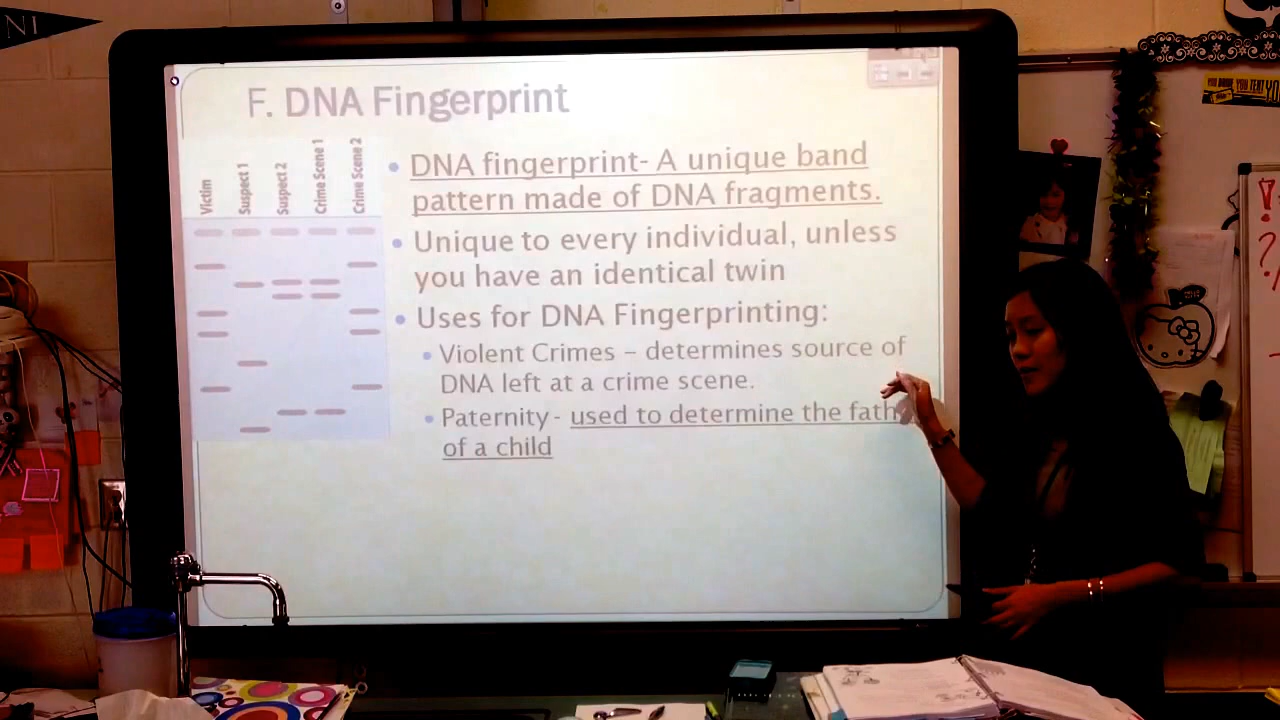 NI
F. DNA Fingerprint
Victim
Suspect 1
Suspect 2
Crime Scene 1
Crime Scene 2
• DNA fingerprint- A unique band
pattern made of DNA fragments.
• Unique to every individual, unless
you have an identical twin
• Uses for DNA Fingerprinting:
• Violent Crimes – determines source of
DNA left at a crime scene.
• Paternity- used to determine the fath
of a child